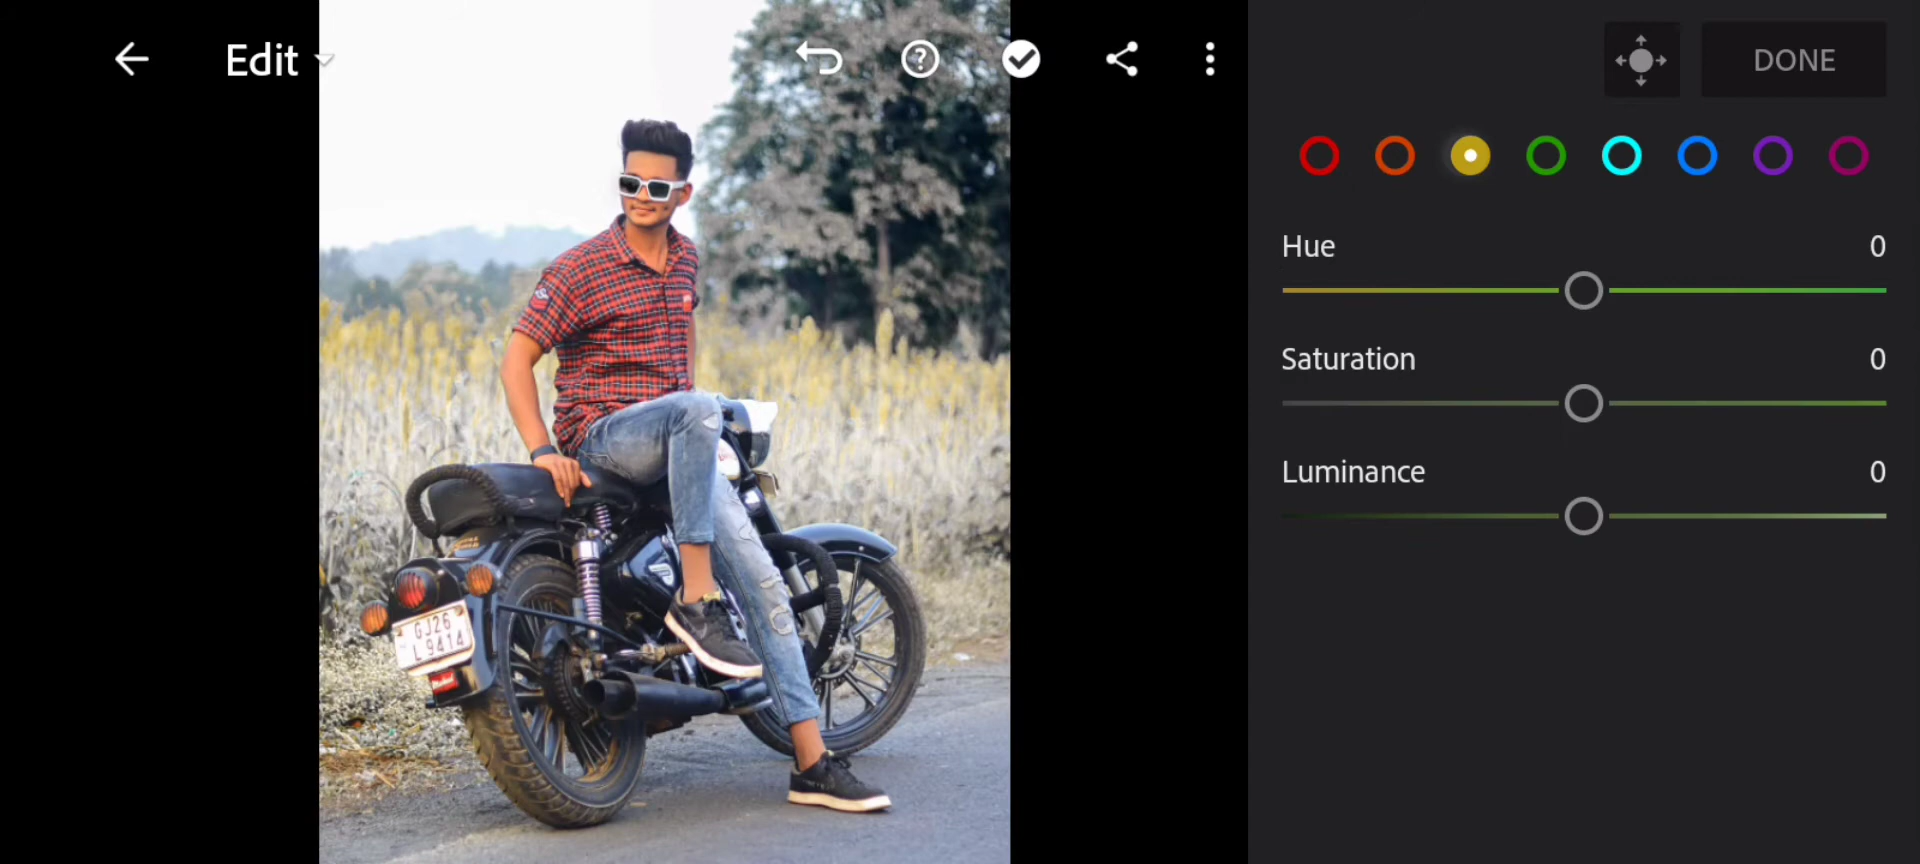 Edit
DONE
Hue 0
Saturation 0
Luminance 0
GJ26
L 9414